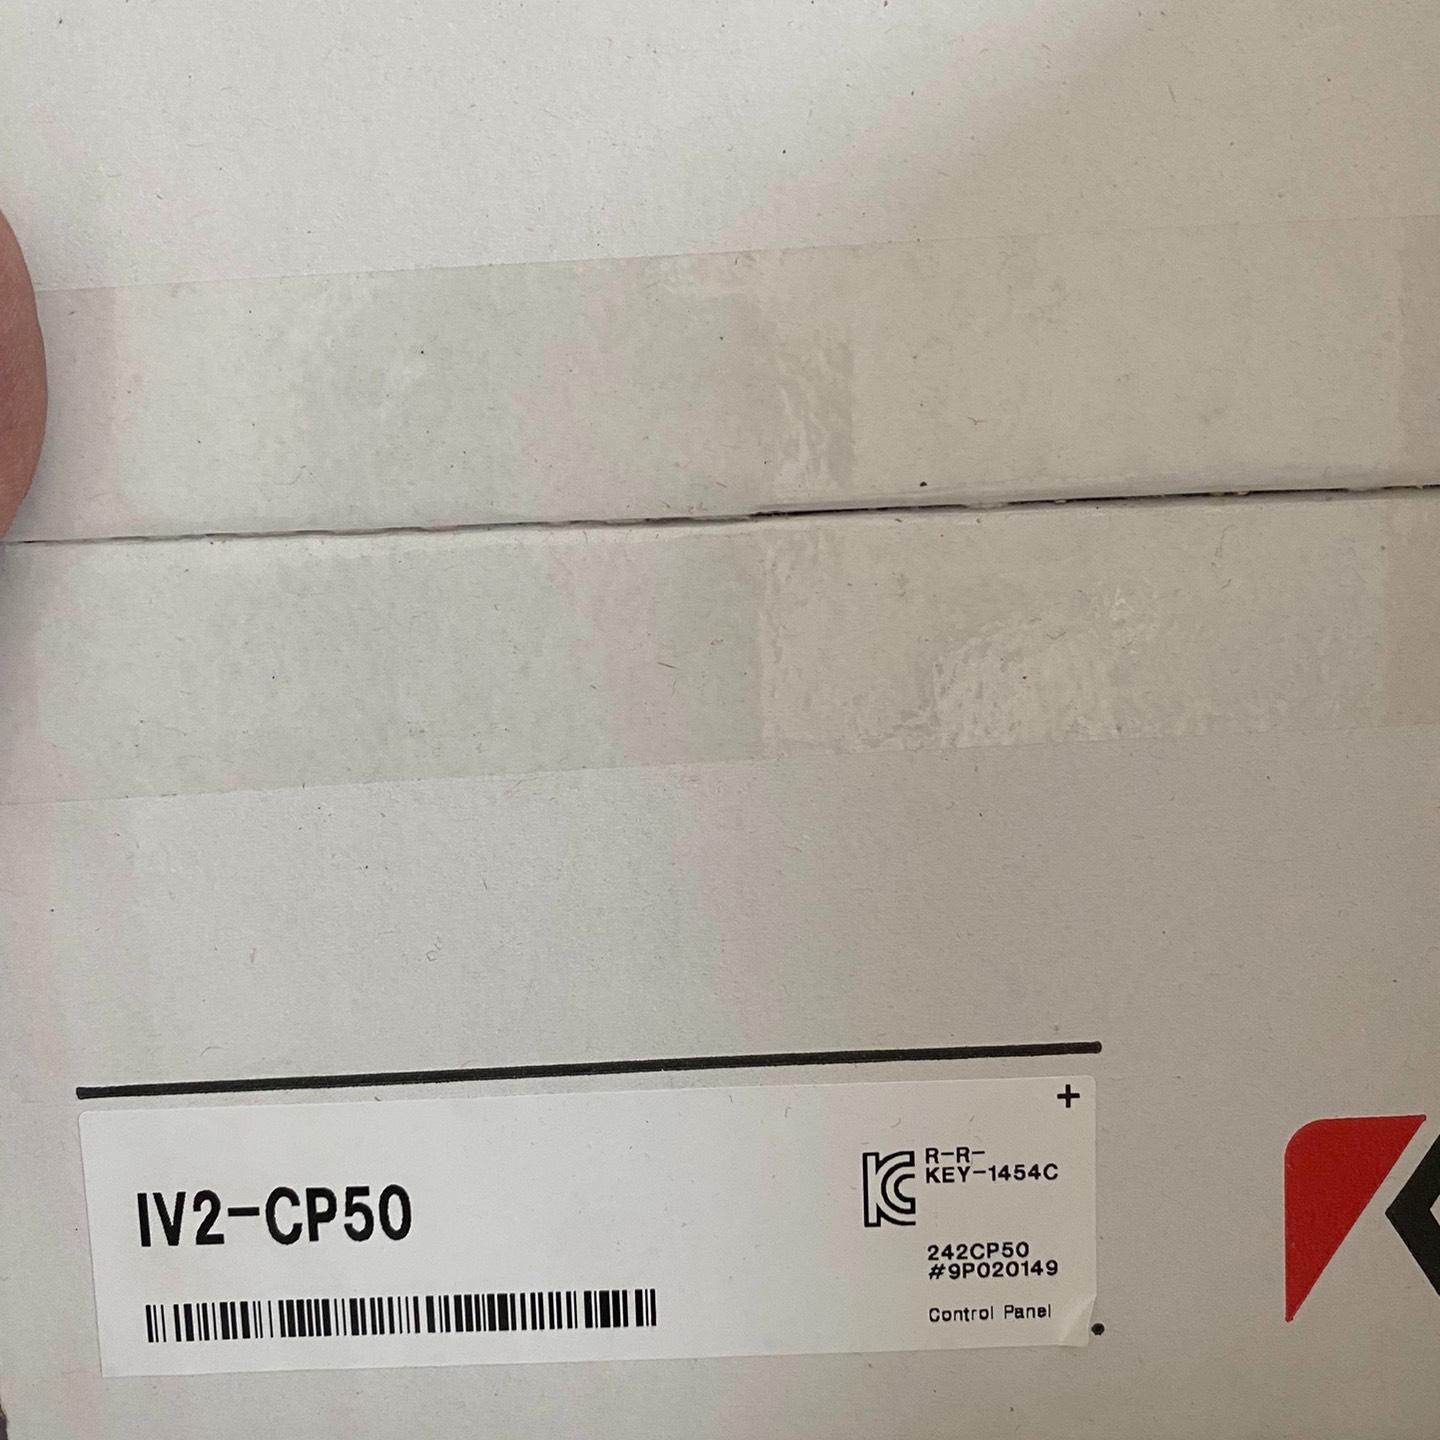 +
IV2-CP50
R-R-
KEY-1454C
242CP50
#9P020149
Control Panel